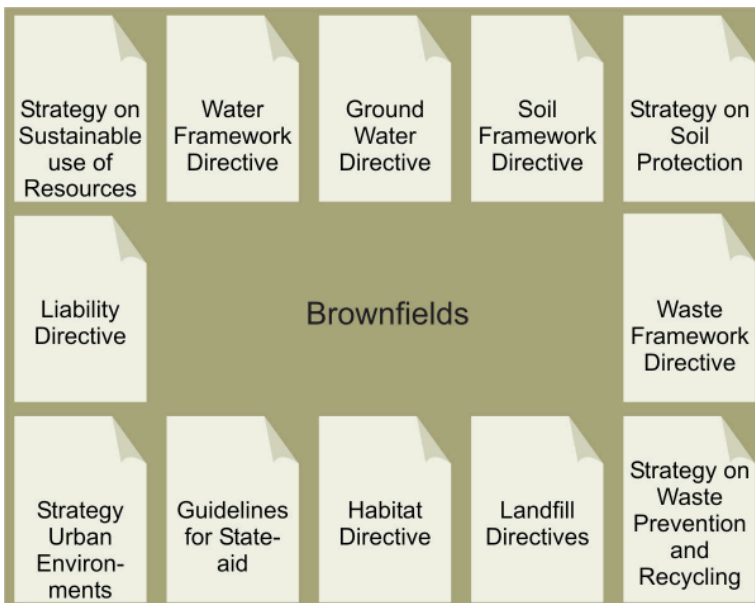 Strategy on
Sustainable
use of
Resources
Water
Framework
Directive
Ground
Water
Directive
Soil
Framework
Directive
Strategy on
Soil
Protection
Liability
Directive
Brownfields
Waste
Framework
Directive
Strategy
Urban
Environ-
ments
Guidelines
for State-
aid
Habitat
Directive
Landfill
Directives
Strategy on
Waste
Prevention
and
Recycling